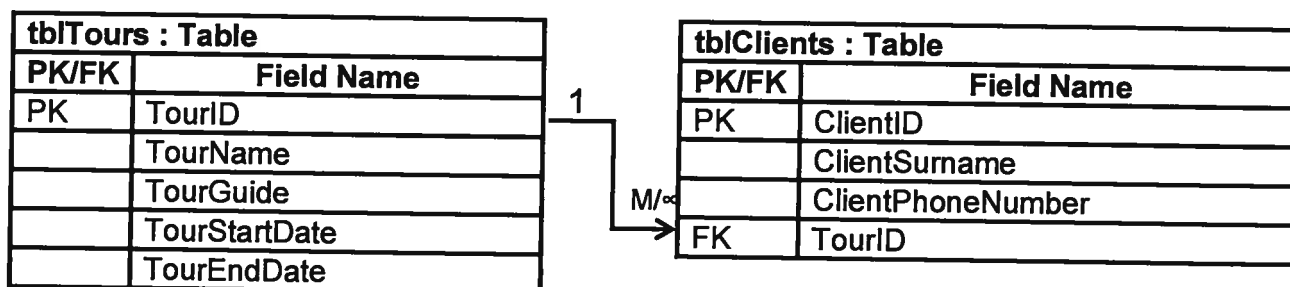 tblTours : Table
PK/FK Field Name
PK TourID
TourName
TourGuide
TourStartDate
TourEndDate
1
M/∞
tblClients : Table
PK/FK Field Name
PK ClientID
ClientSurname
ClientPhoneNumber
FK TourID